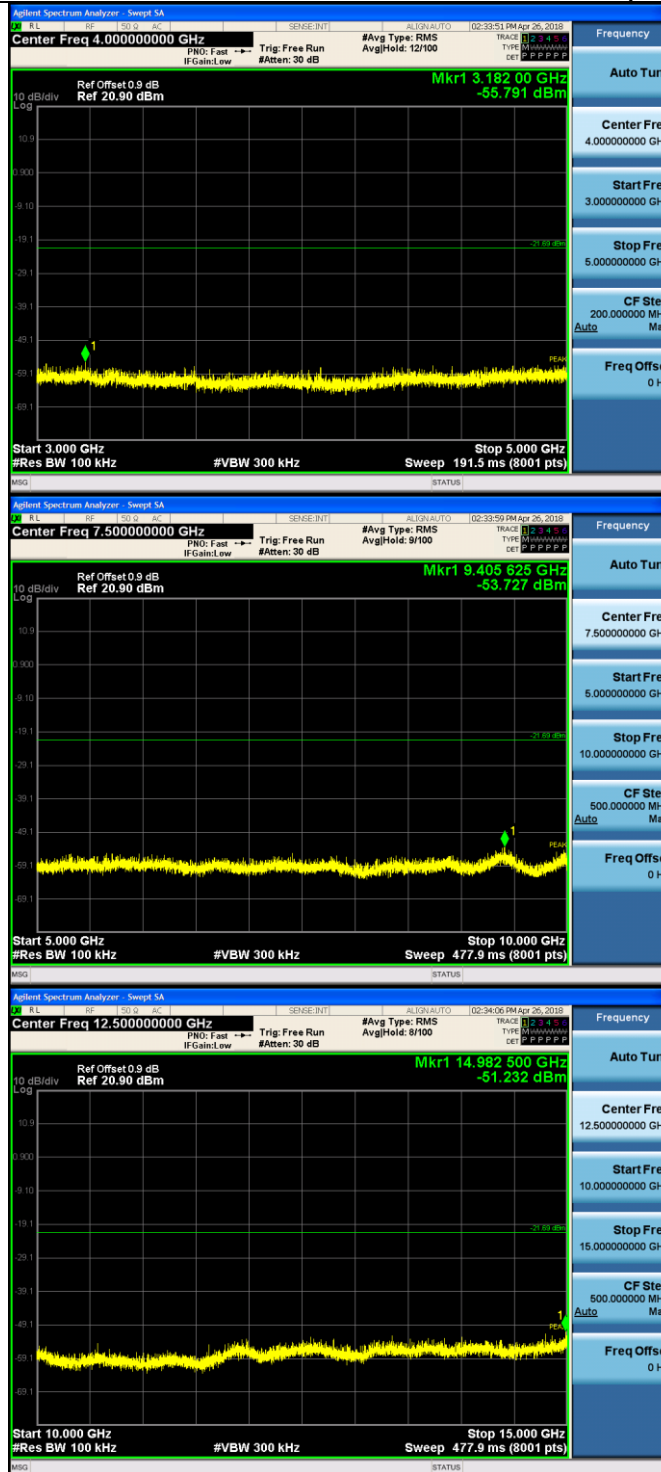 Agilent Spectrum Analyzer - Swept SA
RL RF 50 Ω AC SENSE:INT ALIGN AUTO 02:33:51 PM Apr 26, 2018
Center Freq 4.000000000 GHz
PNO: Fast
IFGain:Low
Trig: Free Run
#Atten: 30 dB
#Avg Type: RMS
Avg|Hold: 12/100
TRACE 1 2 3 4 5 6
TYPE M
DET P P P P P P
Ref Offset 0.9 dB
Ref 20.90 dBm
10 dB/div
Log
Mkr1 3.182 00 GHz
-55.791 dBm
10.9
0.900
-9.10
-19.1
-21.69 dBm
-29.1
-39.1
-49.1
1
PEAK
-59.1
-69.1
Start 3.000 GHz
Stop 5.000 GHz
#Res BW 100 kHz #VBW 300 kHz Sweep 191.5 ms (8001 pts)
MSG STATUS
Frequency
Auto Tun
Center Fre
4.000000000 GH
Start Fre
3.000000000 GH
Stop Fre
5.000000000 GH
CF Ste
200.000000 MH
Auto Ma
Freq Offse
0 H
Agilent Spectrum Analyzer - Swept SA
RL RF 50 Ω AC SENSE:INT ALIGN AUTO 02:33:59 PM Apr 26, 2018
Center Freq 7.500000000 GHz
PNO: Fast
IFGain:Low
Trig: Free Run
#Atten: 30 dB
#Avg Type: RMS
Avg|Hold: 9/100
TRACE 1 2 3 4 5 6
TYPE M
DET P P P P P P
Ref Offset 0.9 dB
Ref 20.90 dBm
10 dB/div
Log
Mkr1 9.405 625 GHz
-53.727 dBm
10.9
0.900
-9.10
-19.1
-21.69 dBm
-29.1
-39.1
-49.1
1
PEAK
-59.1
-69.1
Start 5.000 GHz
Stop 10.000 GHz
#Res BW 100 kHz #VBW 300 kHz Sweep 477.9 ms (8001 pts)
MSG STATUS
Frequency
Auto Tun
Center Fre
7.500000000 GH
Start Fre
5.000000000 GH
Stop Fre
10.000000000 GH
CF Ste
500.000000 MH
Auto Ma
Freq Offse
0 H
Agilent Spectrum Analyzer - Swept SA
RL RF 50 Ω AC SENSE:INT ALIGN AUTO 02:34:06 PM Apr 26, 2018
Center Freq 12.500000000 GHz
PNO: Fast
IFGain:Low
Trig: Free Run
#Atten: 30 dB
#Avg Type: RMS
Avg|Hold: 8/100
TRACE 1 2 3 4 5 6
TYPE M
DET P P P P P P
Ref Offset 0.9 dB
Ref 20.90 dBm
10 dB/div
Log
Mkr1 14.982 500 GHz
-51.232 dBm
10.9
0.900
-9.10
-19.1
-21.69 dBm
-29.1
-39.1
-49.1
1
PEAK
-59.1
-69.1
Start 10.000 GHz
Stop 15.000 GHz
#Res BW 100 kHz #VBW 300 kHz Sweep 477.9 ms (8001 pts)
MSG STATUS
Frequency
Auto Tun
Center Fre
12.500000000 GH
Start Fre
10.000000000 GH
Stop Fre
15.000000000 GH
CF Ste
500.000000 MH
Auto Ma
Freq Offse
0 H